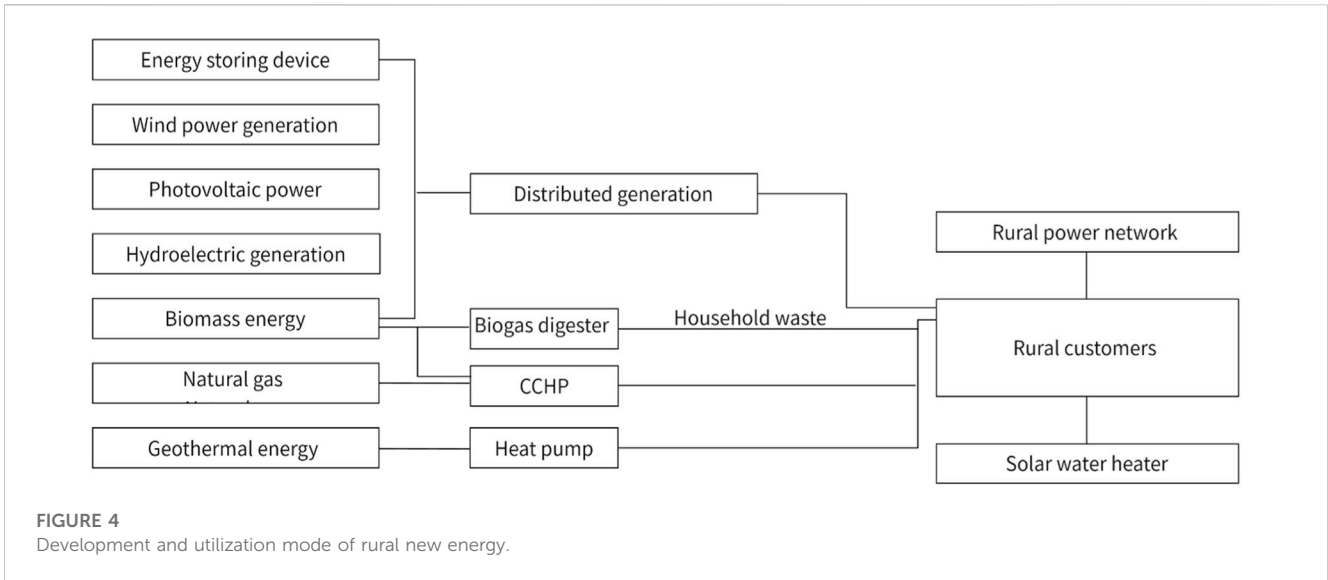 Energy storing device
Wind power generation
Photovoltaic power
Distributed generation
Rural power network
Hydroelectric generation
Biomass energy
Biogas digester
Household waste
Rural customers
Natural gas
CCHP
Geothermal energy
Heat pump
Solar water heater
FIGURE 4
Development and utilization mode of rural new energy.